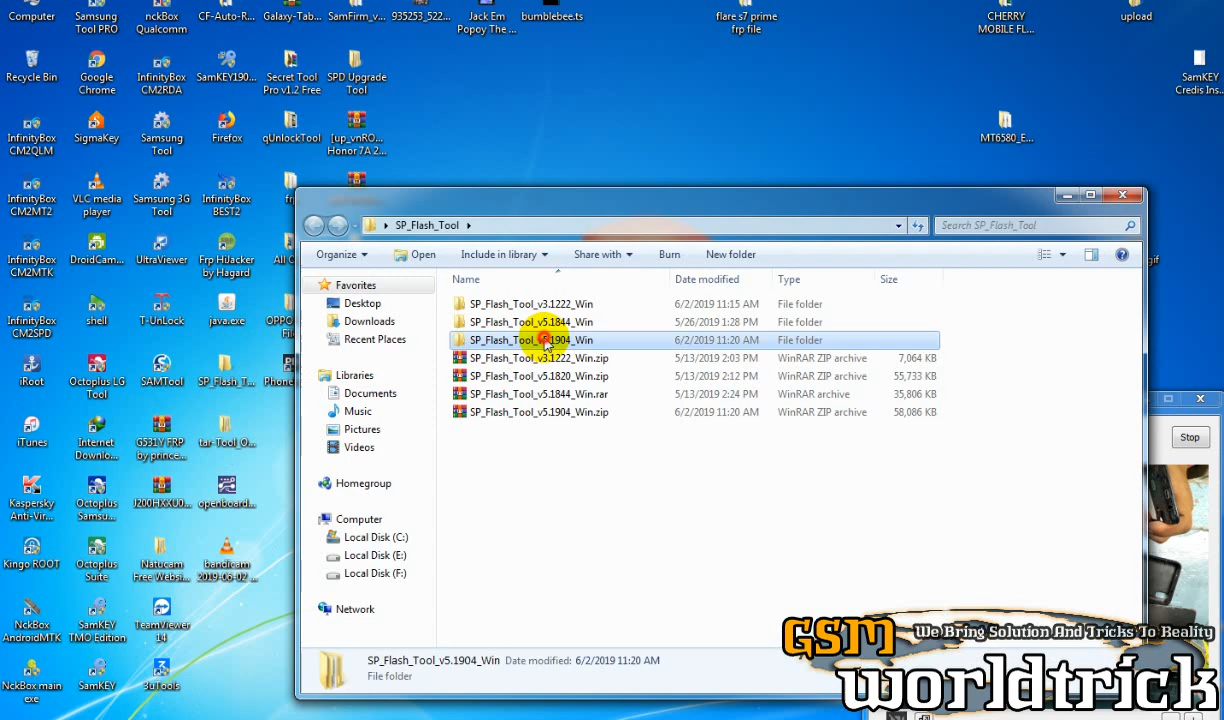 Computer
Samsung Tool PRO
nckBox Qualcomm
CF-Auto-R...
Galaxy-Tab...
SamFirm_v...
935253_522...
Jack Em Popoy The ...
bumblebee.ts
flare s7 prime frp file
CHERRY MOBILE FL...
upload
Recycle Bin
Google Chrome
InfinityBox CM2RDA
SamKEY190...
Secret Tool Pro v1.2 Free
SPD Upgrade Tool
SamKEY Credis Ins...
InfinityBox CM2QLM
SigmaKey
Samsung Tool
Firefox
qUnlockTool
[up_vnRO... Honor 7A 2...
MT6580_E...
InfinityBox CM2MT2
VLC media player
Samsung 3G Tool
InfinityBox BEST2
InfinityBox CM2MTK
DroidCam...
UltraViewer
Frp HiJacker by Hagard
InfinityBox CM2SPD
shell
T-UnLock
java.exe
iRoot
Octoplus LG Tool
SAMTool
SP_Flash_T...
iTunes
Internet Downlo...
G531Y FRP by prince...
tar-Tool_O...
Kaspersky Anti-Vir...
Octoplus Samsu...
J200HXXU0...
openboard...
Kingo ROOT
Octoplus Suite
Natucam Free Websi...
bandicam 2019-06-02 ...
NckBox AndroidMTK
SamKEY TMO Edition
TeamViewer 14
NckBox main exe
SamKEY
3uTools
SP_Flash_Tool
Search SP_Flash_Tool
Organize Open Include in library Share with Burn New folder
Name Date modified Type Size
SP_Flash_Tool_v3.1222_Win 6/2/2019 11:15 AM File folder
SP_Flash_Tool_v5.1844_Win 5/26/2019 1:28 PM File folder
SP_Flash_Tool_v5.1904_Win 6/2/2019 11:20 AM File folder
SP_Flash_Tool_v3.1222_Win.zip 5/13/2019 2:03 PM WinRAR ZIP archive 7,064 KB
SP_Flash_Tool_v5.1820_Win.zip 5/13/2019 2:12 PM WinRAR ZIP archive 55,733 KB
SP_Flash_Tool_v5.1844_Win.rar 5/13/2019 2:24 PM WinRAR archive 35,806 KB
SP_Flash_Tool_v5.1904_Win.zip 6/2/2019 11:20 AM WinRAR ZIP archive 58,086 KB
Favorites
Desktop
Downloads
Recent Places
Libraries
Documents
Music
Pictures
Videos
Homegroup
Computer
Local Disk (C:)
Local Disk (E:)
Local Disk (F:)
Network
SP_Flash_Tool_v5.1904_Win Date modified: 6/2/2019 11:20 AM
File folder
Stop
GSM We Bring Solution And Tricks To Reality
worldtrick